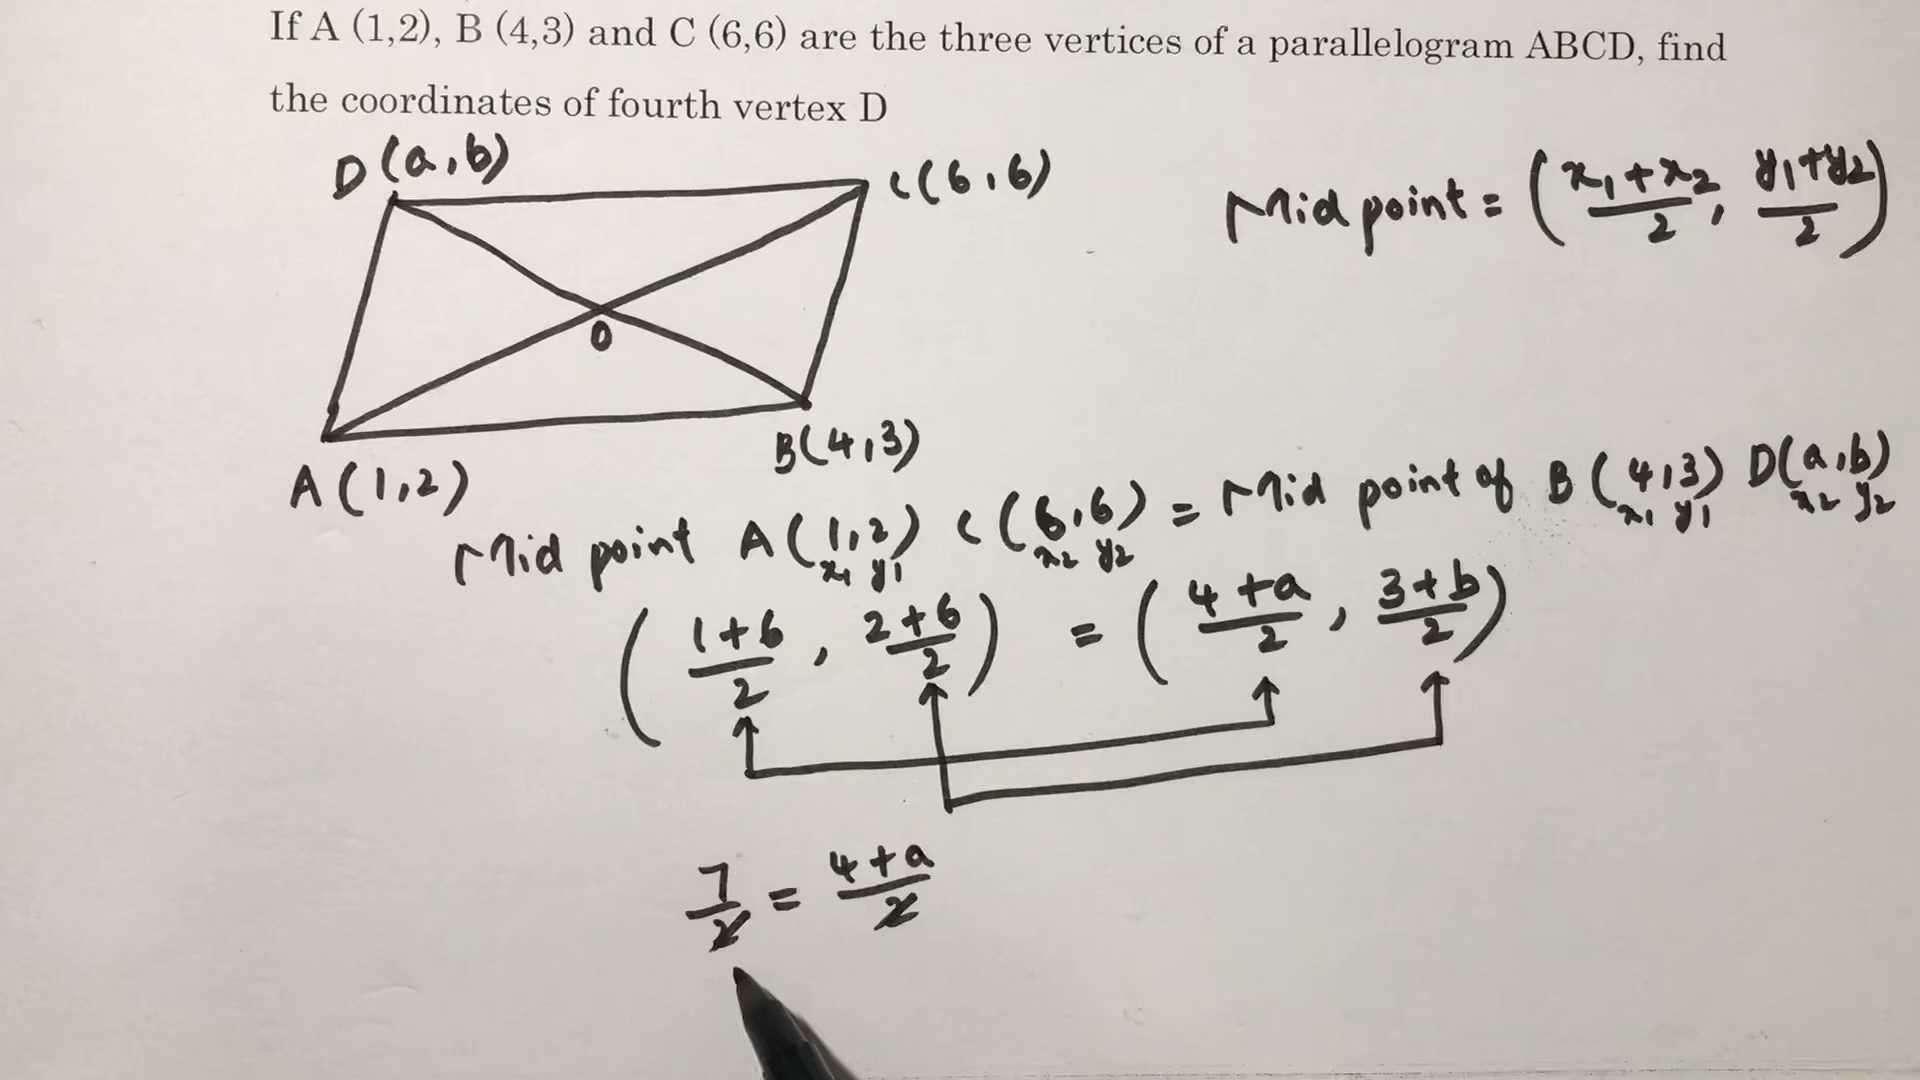 If A (1,2), B (4,3) and C (6,6) are the three vertices of a parallelogram ABCD, find
the coordinates of fourth vertex D
D (a,b)
C (6,6)
Mid point = (x₁+x₂/2, y₁+y₂/2)
O
B(4,3)
A (1,2)
Mid point A (1,2) C (6,6) = Mid point of B (4,3) D(a,b)
x₁ y₁ x₂ y₂ x₁ y₁ x₂ y₂
(1+6/2, 2+6/2) = (4+a/2, 3+b/2)
7/2 = 4+a/2